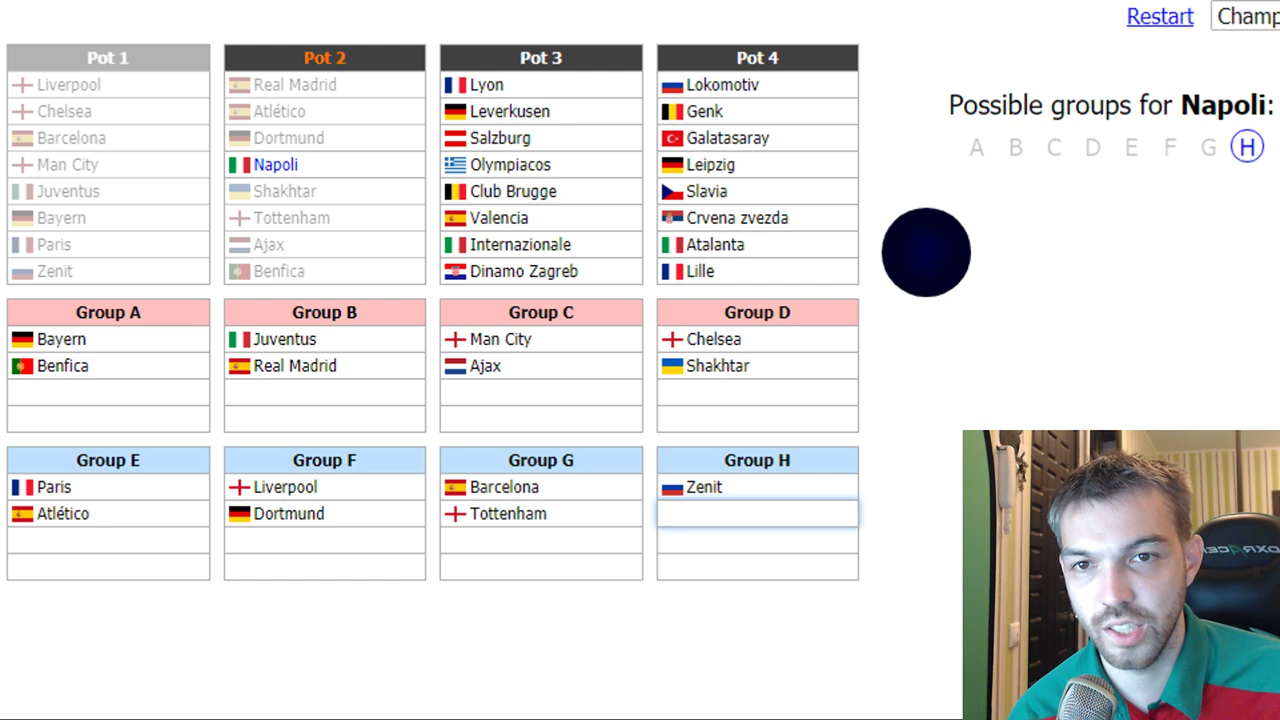 Restart Champ
Pot 1 Pot 2 Pot 3 Pot 4
Liverpool Real Madrid Lyon Lokomotiv
Chelsea Atlético Leverkusen Genk
Barcelona Dortmund Salzburg Galatasaray
Man City Napoli Olympiacos Leipzig
Juventus Shakhtar Club Brugge Slavia
Bayern Tottenham Valencia Crvena zvezda
Paris Ajax Internazionale Atalanta
Zenit Benfica Dinamo Zagreb Lille
Possible groups for Napoli:
A B C D E F G H
Group A Group B Group C Group D
Bayern Juventus Man City Chelsea
Benfica Real Madrid Ajax Shakhtar
Group E Group F Group G Group H
Paris Liverpool Barcelona Zenit
Atlético Dortmund Tottenham